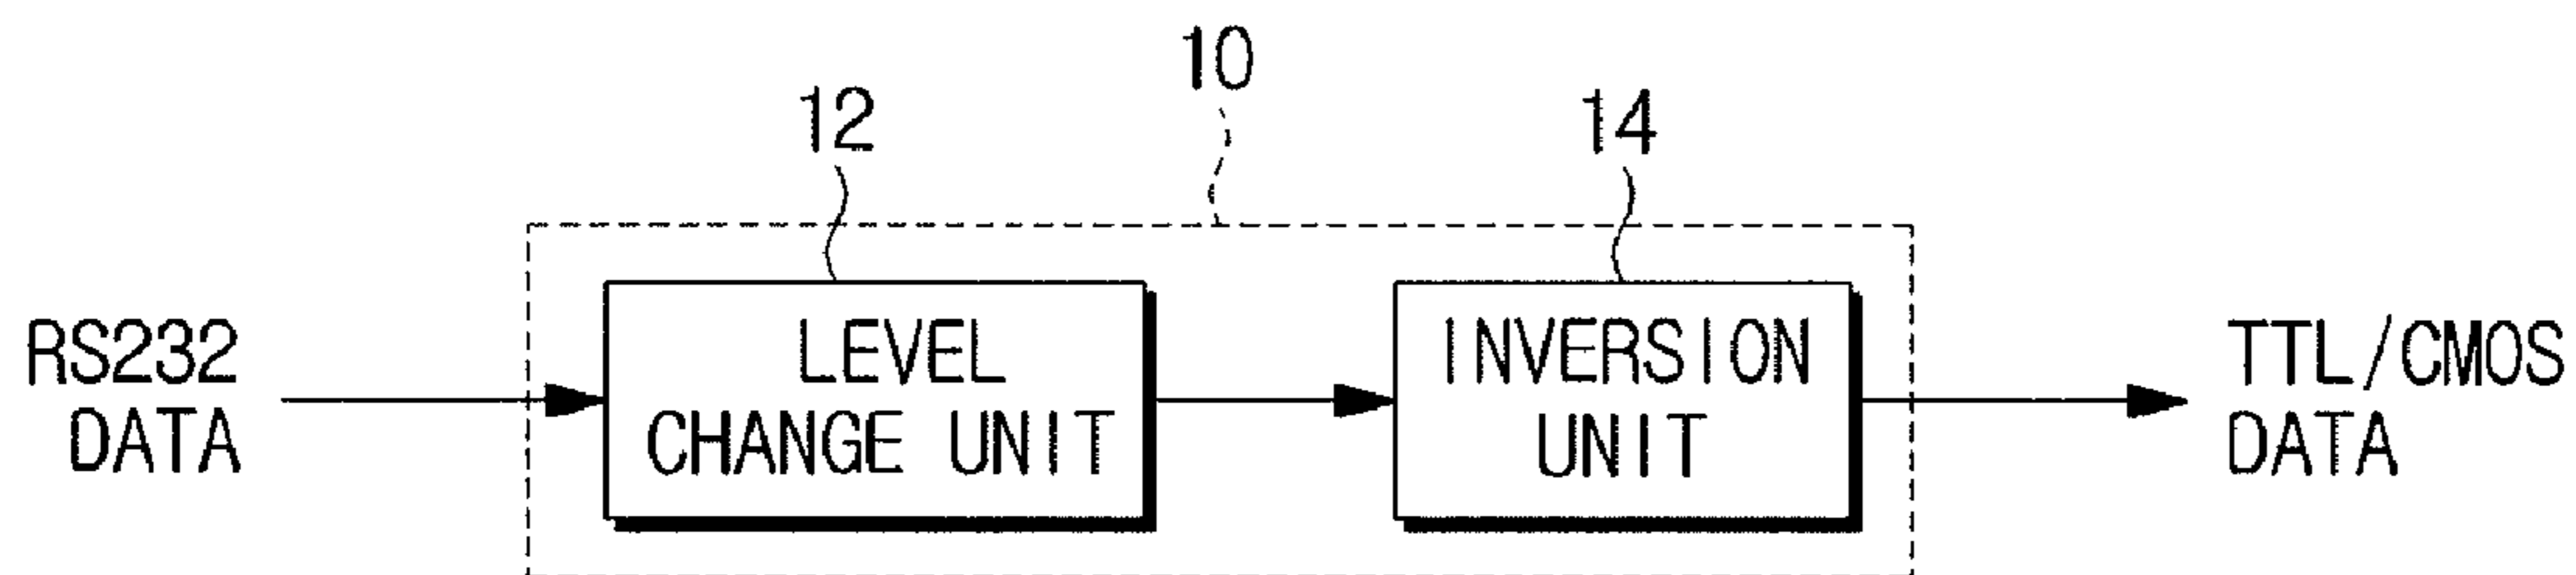 10
12
14
RS232
DATA
LEVEL
CHANGE UNIT
INVERSION
UNIT
TTL/CMOS
DATA